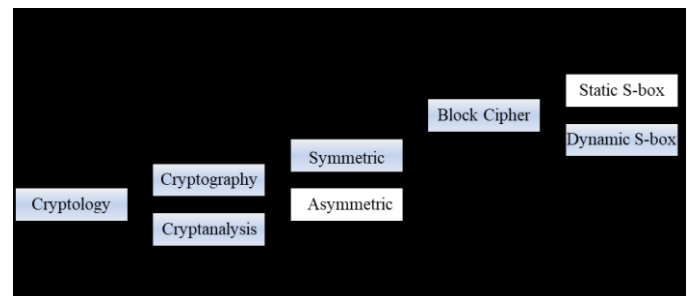 Static S-box
Block Cipher
Dynamic S-box
Symmetric
Cryptography
Asymmetric
Cryptology
Cryptanalysis